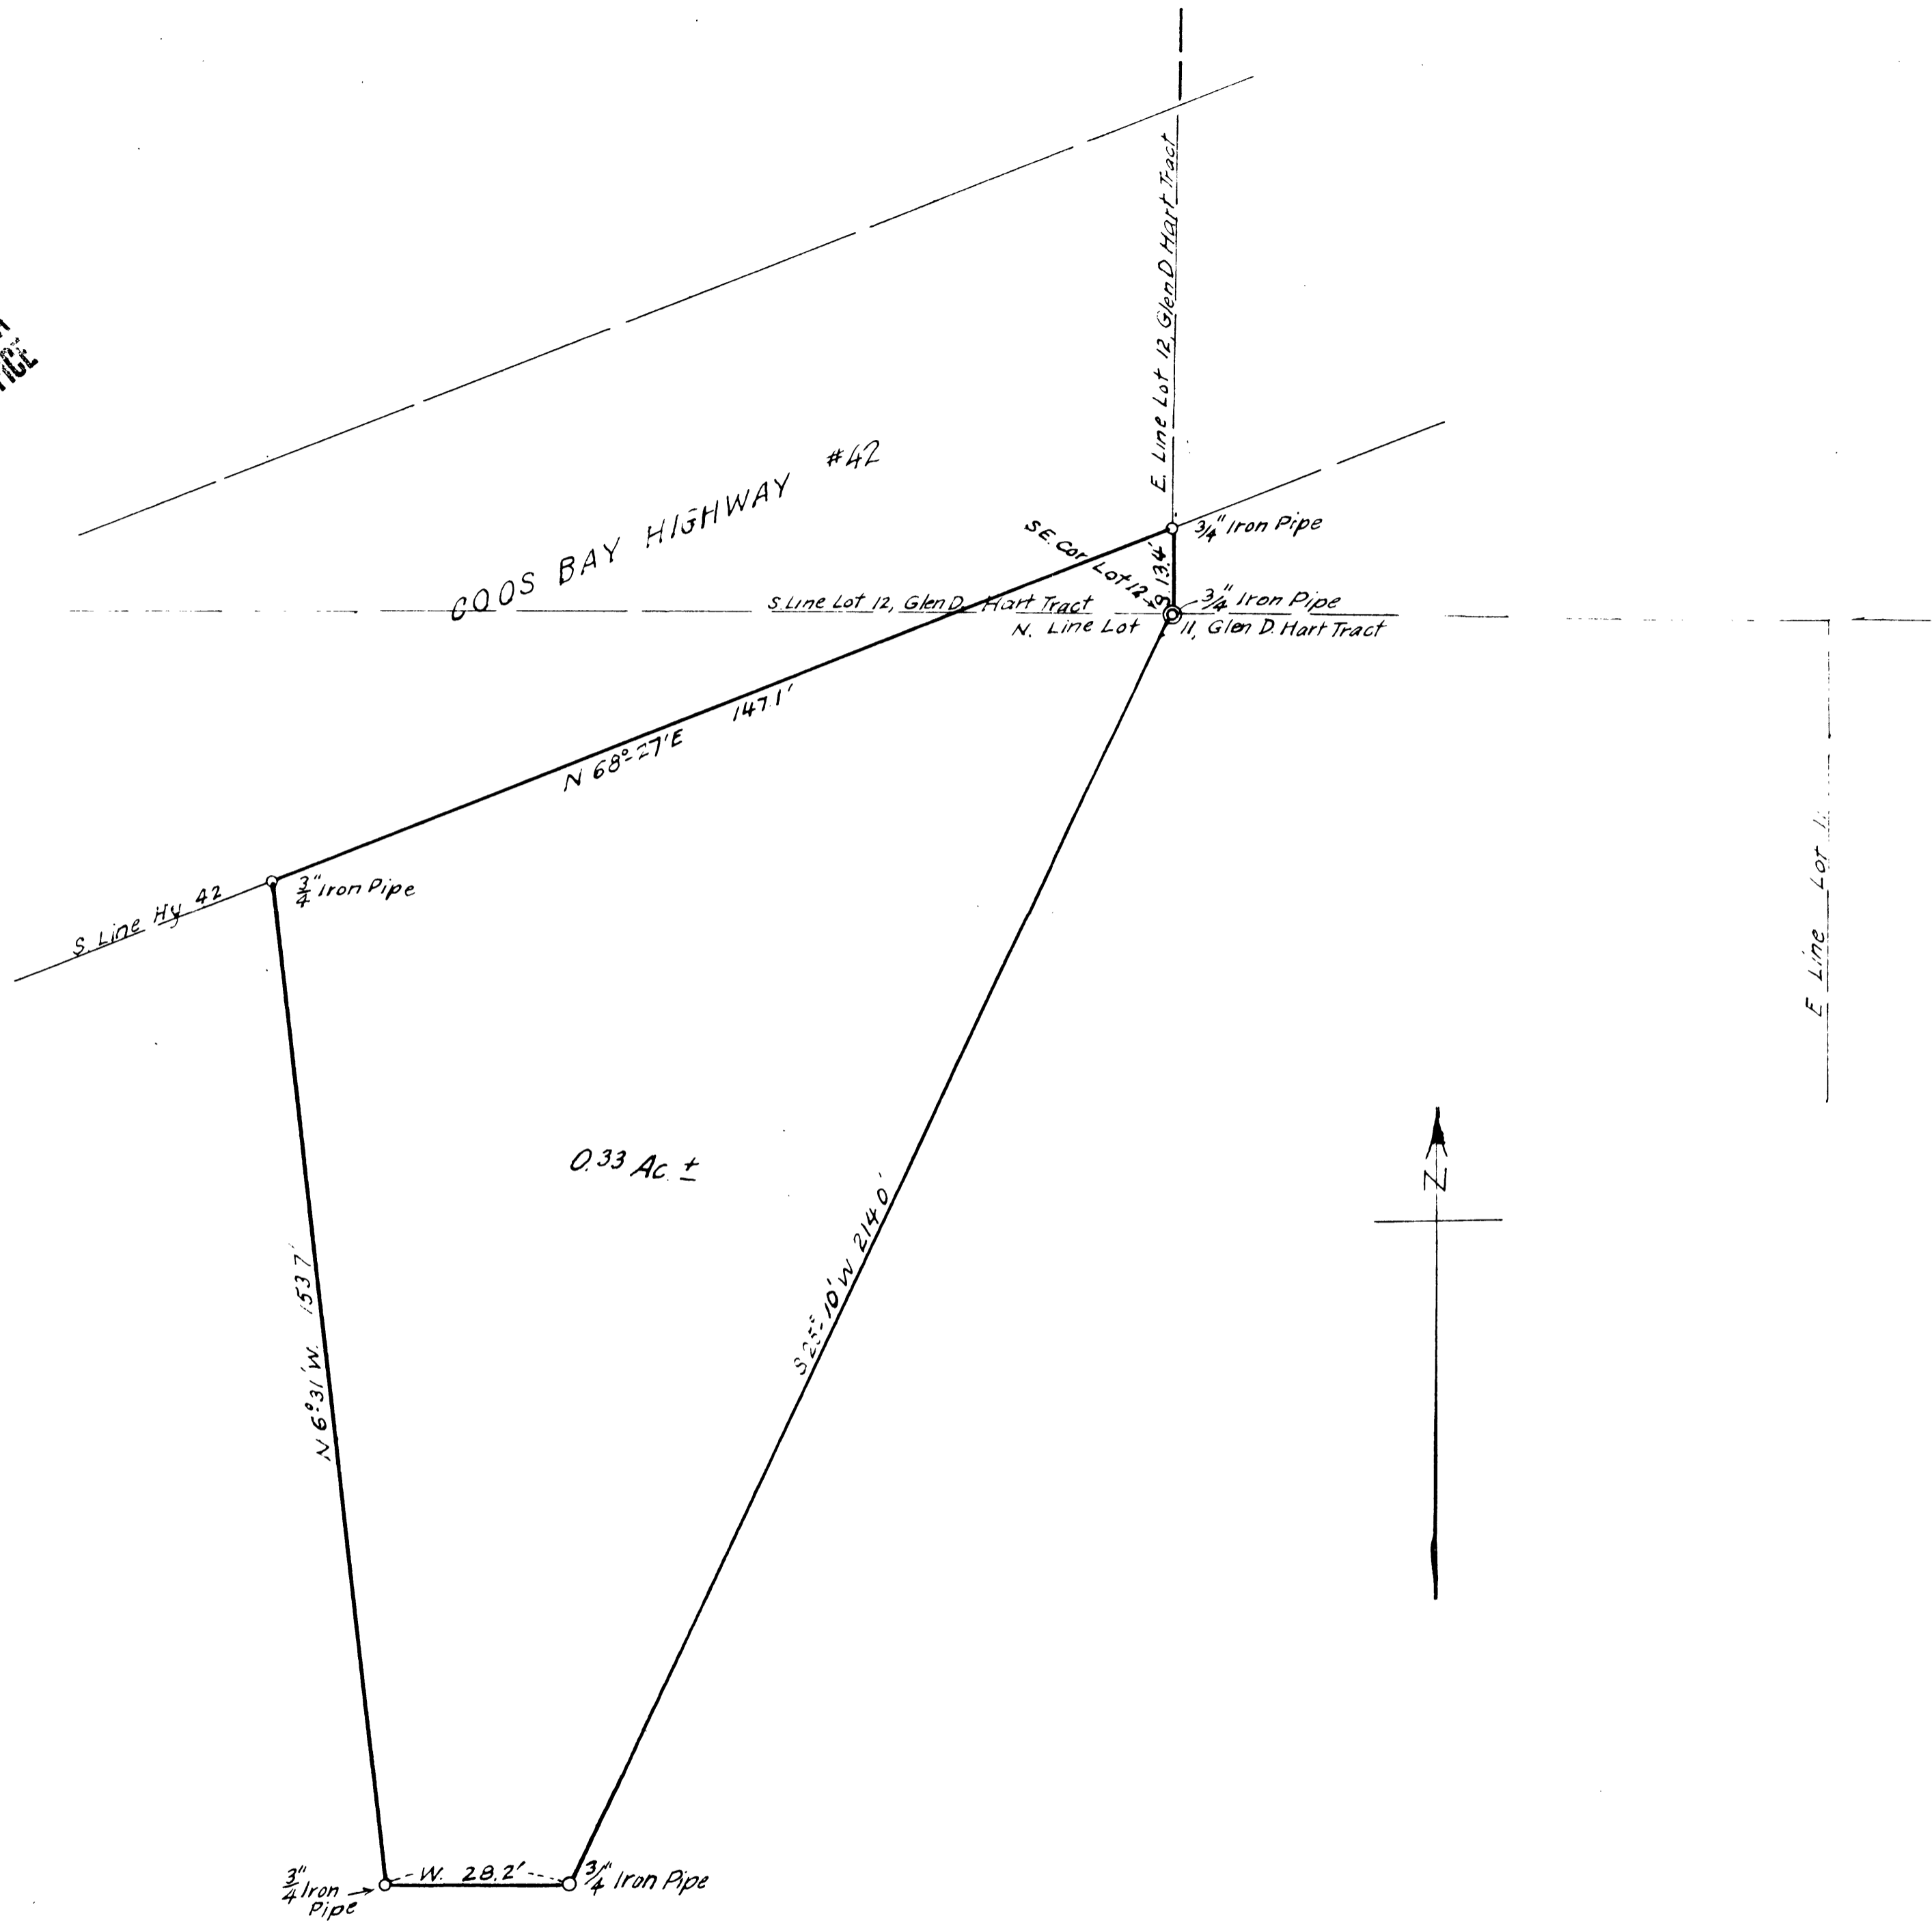 E. Line Lot 12, Glen D Hart Tract
COOS BAY HIGHWAY #42
3/4" Iron Pipe
S.E. Cor Lot 12
S. 13.4'
3/4" Iron Pipe
S. Line Lot 12, Glen D. Hart Tract
N. Line Lot 11, Glen D. Hart Tract
147.1'
N 68°-27'E
S. Line Hy 42
3/4" Iron Pipe
E Line Lot
0.33 Ac. ±
N
N 6°-31' W. 153.7'
S 25°-10' W 214.0'
W. 28.2'
3/4" Iron Pipe
3/4" Iron
Pipe